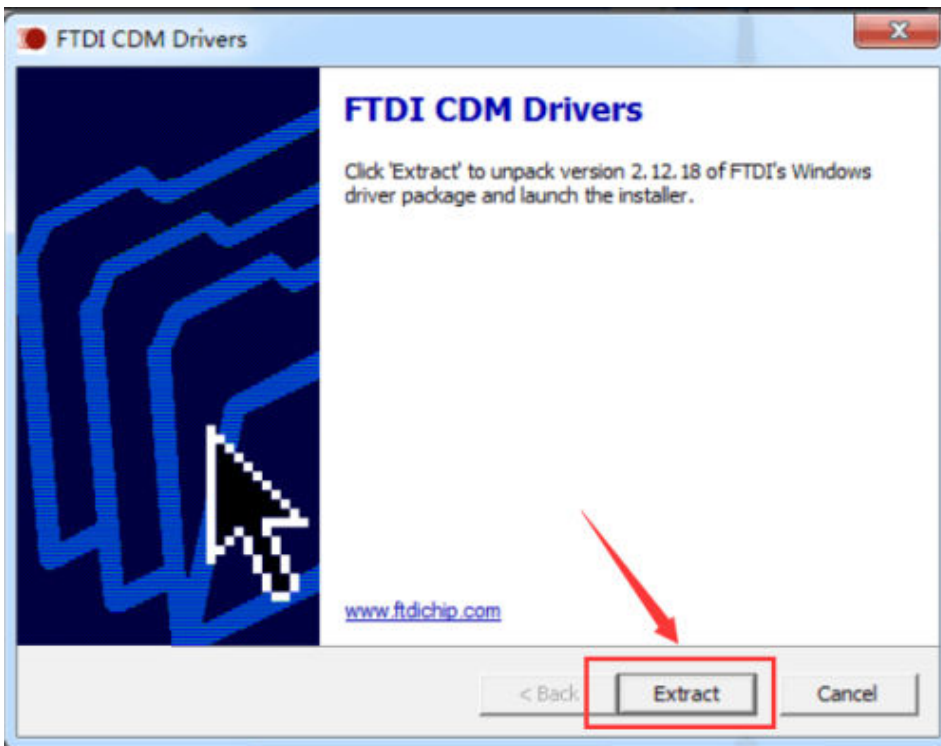 FTDI CDM Drivers
FTDI CDM Drivers
Click 'Extract' to unpack version 2.12.18 of FTDI's Windows
driver package and launch the installer.
www.ftdichip.com
< Back Extract Cancel